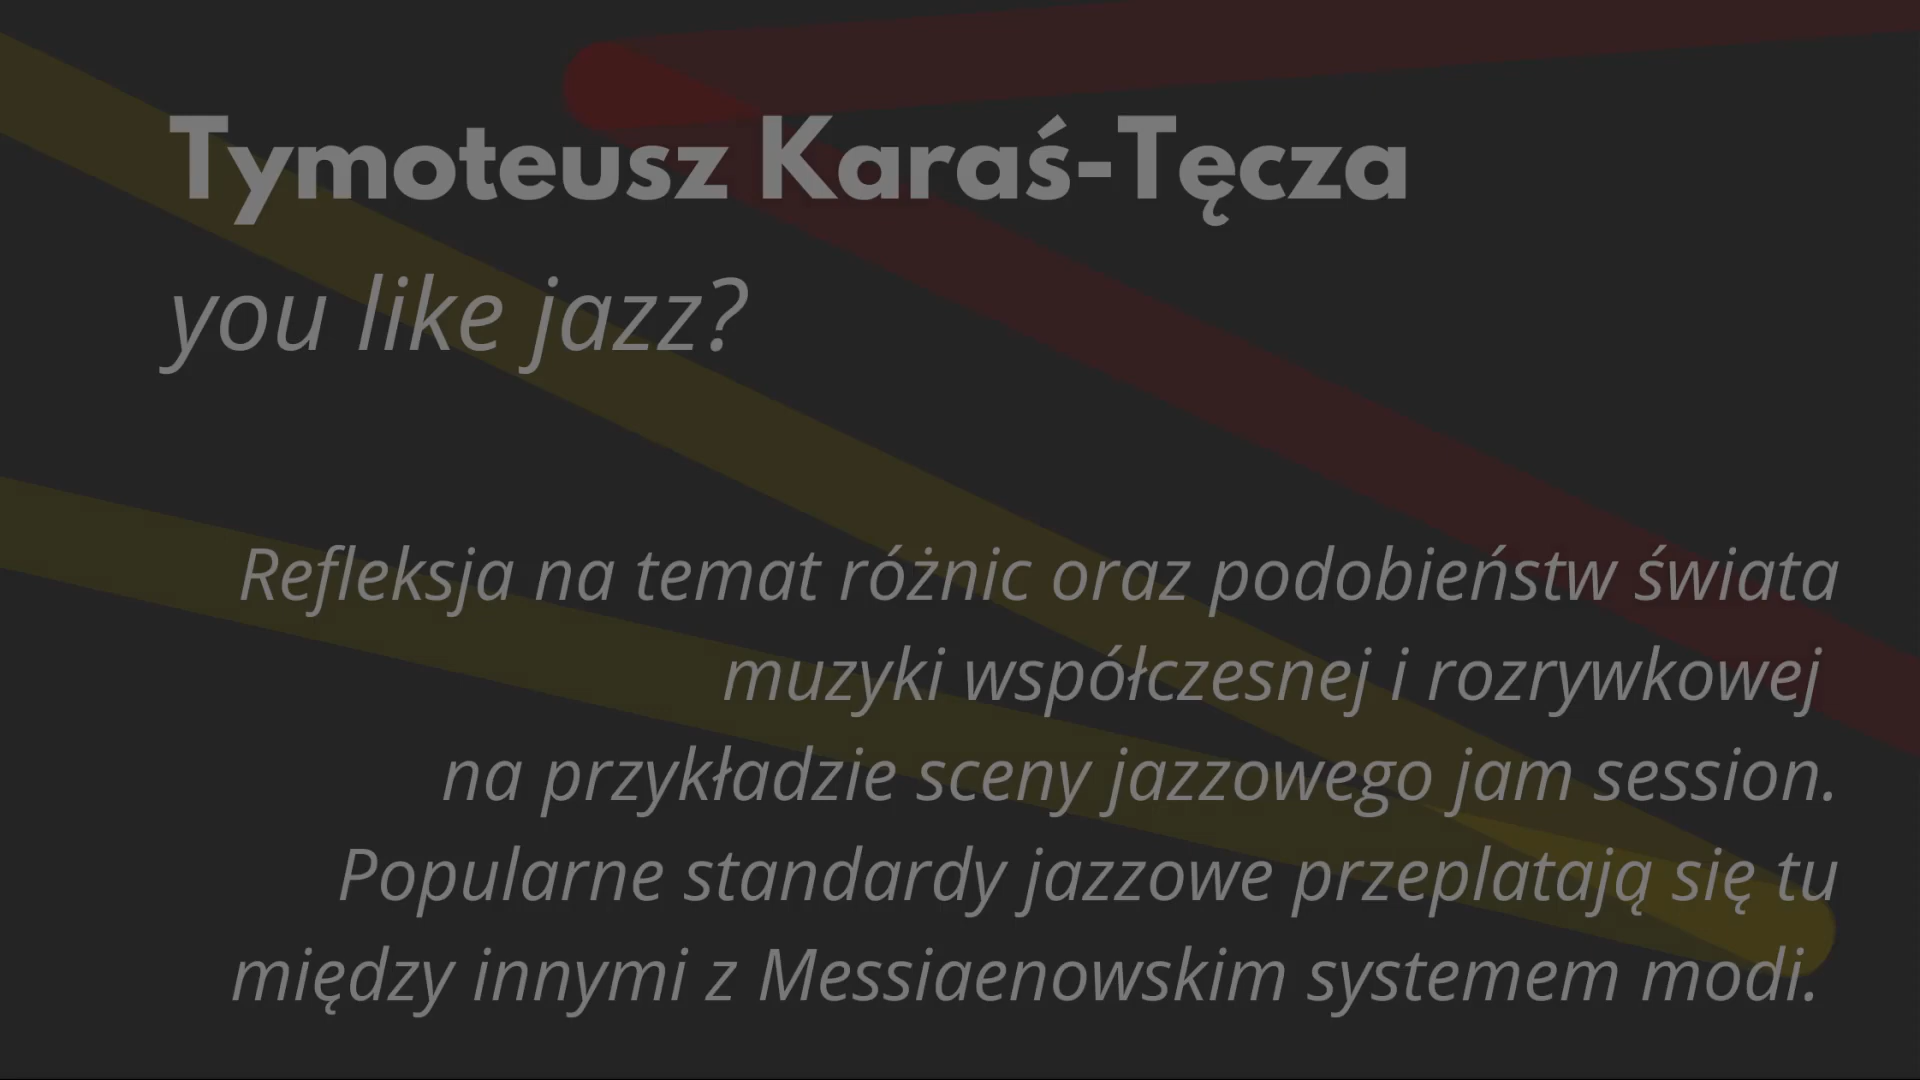 Tymoteusz Karaś-Tęcza
you like jazz?
Refleksja na temat różnic oraz podobieństw świata
muzyki współczesnej i rozrywkowej
na przykładzie sceny jazzowego jam session.
Popularne standardy jazzowe przeplatają się tu
między innymi z Messiaenowskim systemem modi.